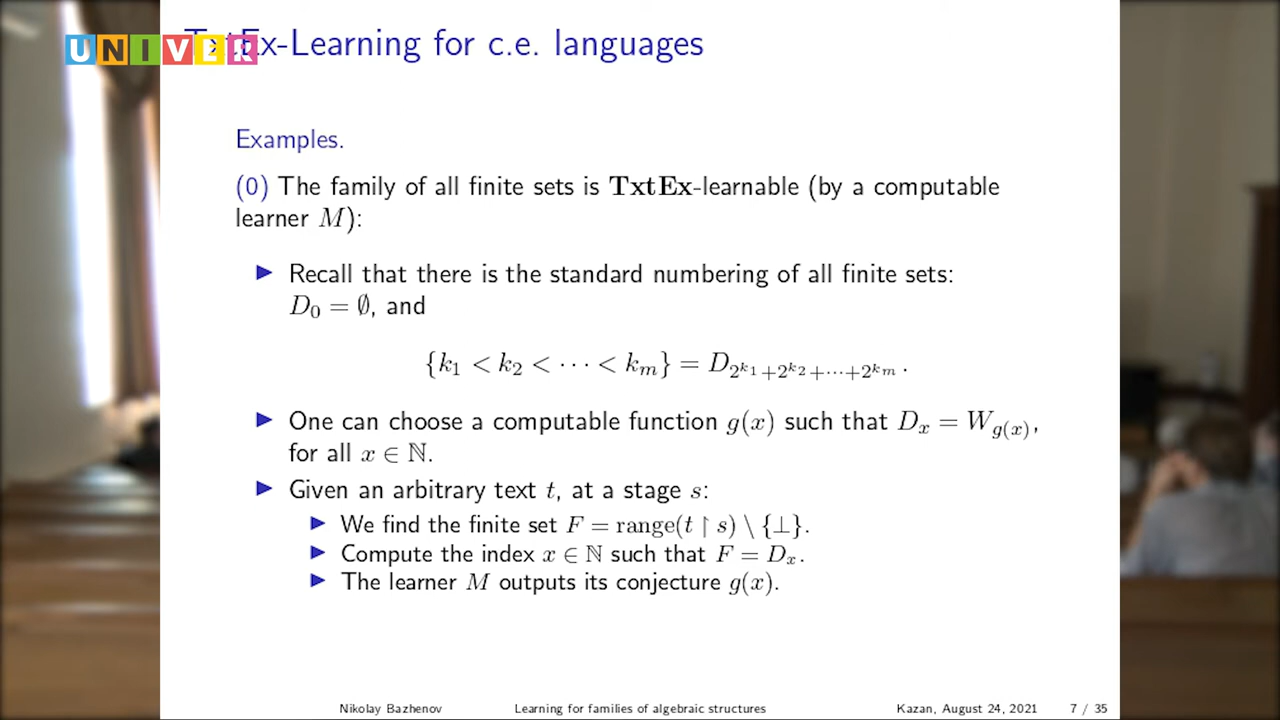 UNIVER
TxtEx-Learning for c.e. languages
Examples.
(0) The family of all finite sets is TxtEx-learnable (by a computable
learner M):
▶ Recall that there is the standard numbering of all finite sets:
D₀ = ∅, and
{k₁ < k₂ < ⋯ < kₘ} = D_{2^{k₁}+2^{k₂}+⋯+2^{kₘ}}.
▶ One can choose a computable function g(x) such that Dₓ = W_{g(x)},
for all x ∈ ℕ.
▶ Given an arbitrary text t, at a stage s:
▶ We find the finite set F = range(t ↾ s) \ {⊥}.
▶ Compute the index x ∈ ℕ such that F = Dₓ.
▶ The learner M outputs its conjecture g(x).
Nikolay Bazhenov Learning for families of algebraic structures Kazan, August 24, 2021 7 / 35